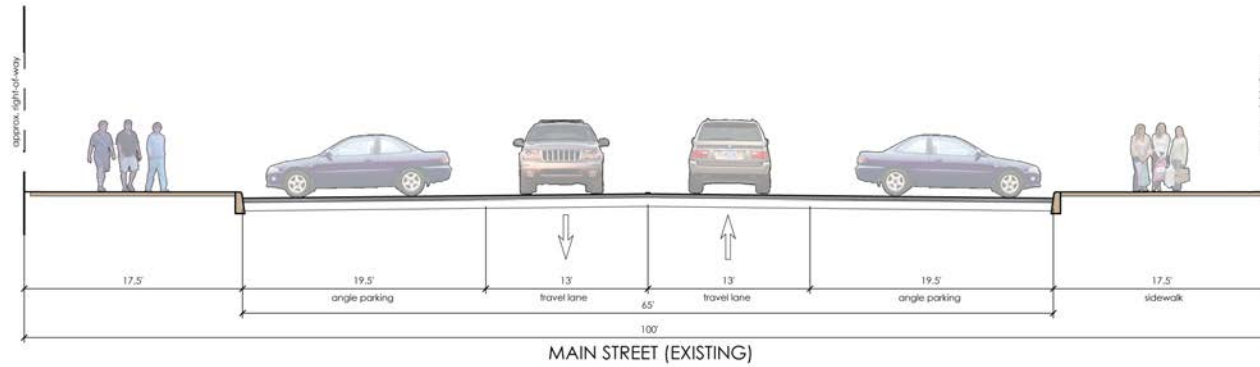 approx. right-of-way
17.5' 19.5' 13' 13' 19.5' 17.5'
angle parking travel lane travel lane angle parking sidewalk
65'
100'
MAIN STREET (EXISTING)